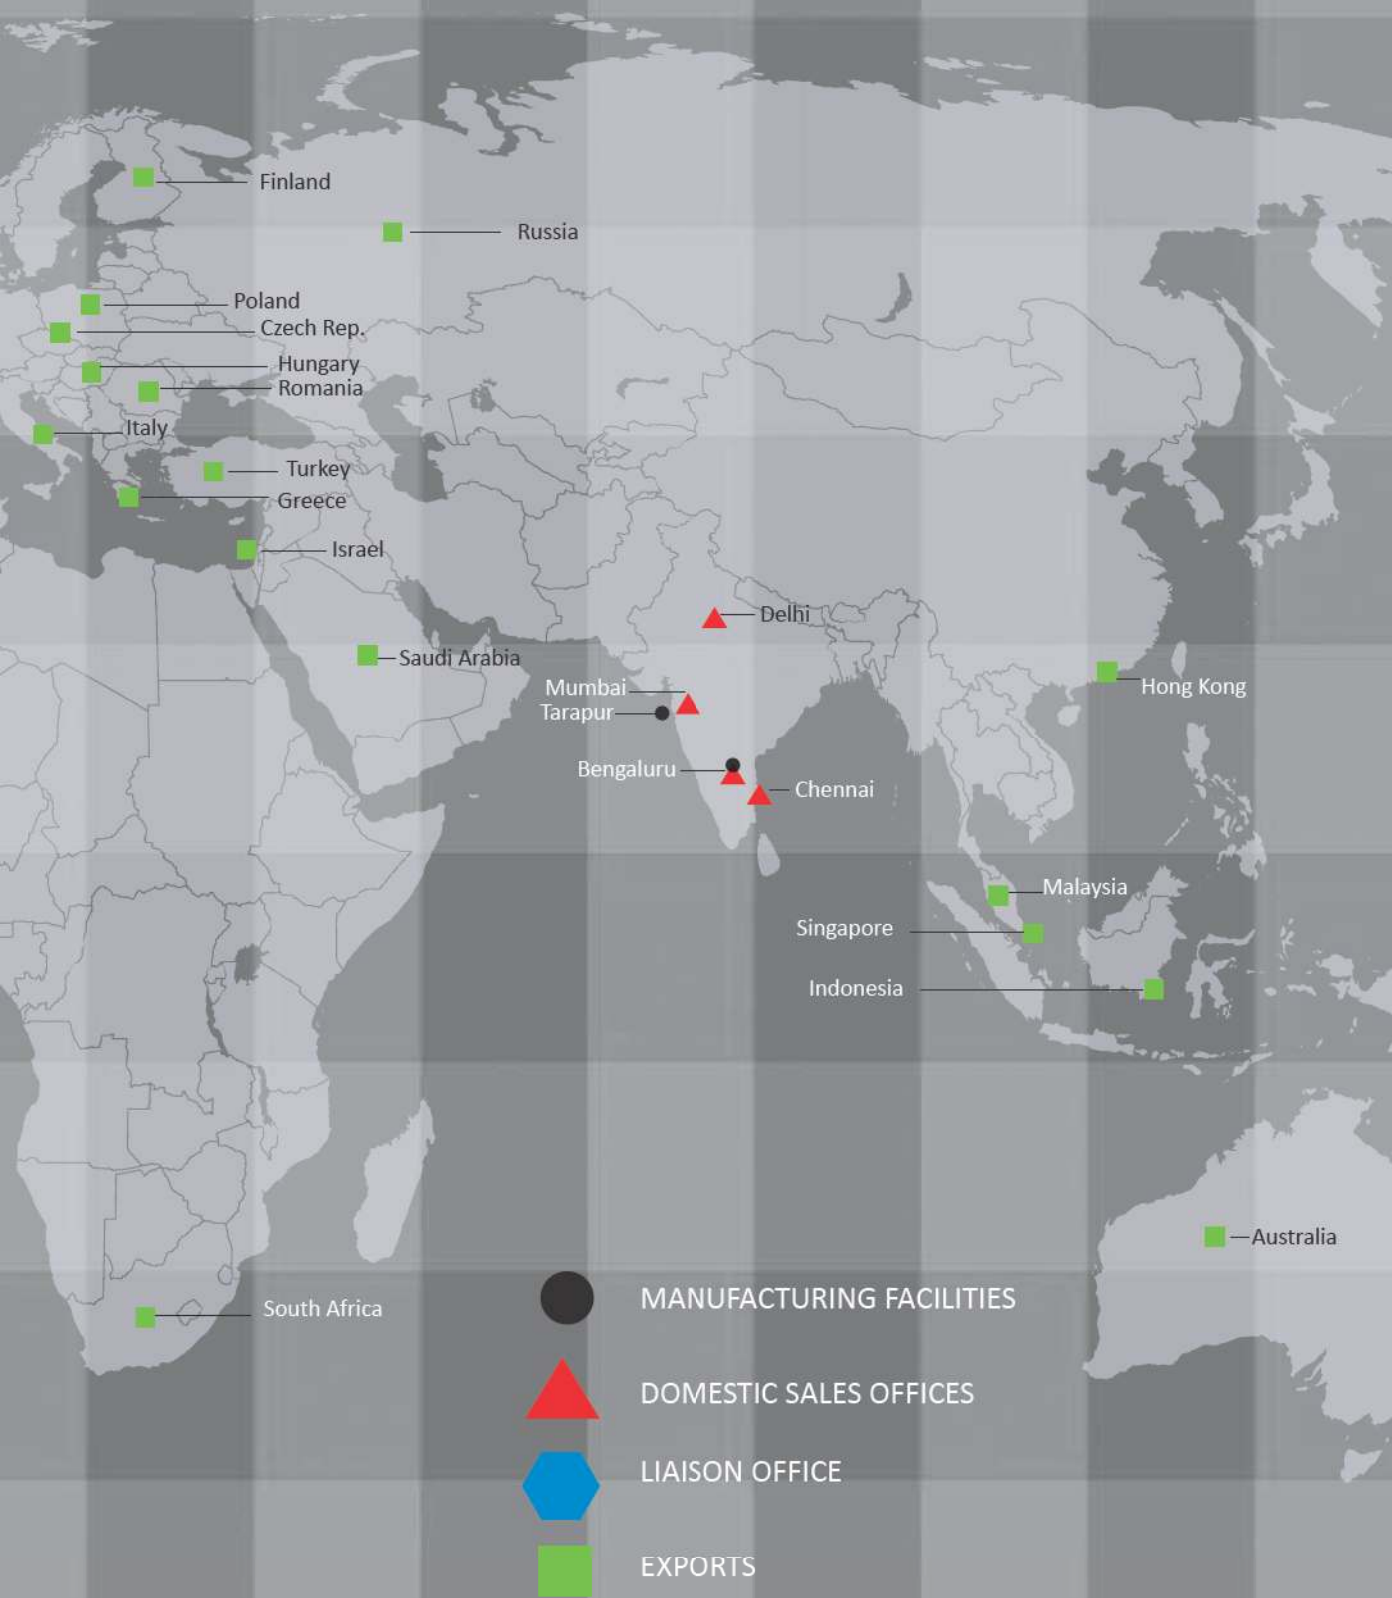 Finland
Russia
Poland
Czech Rep.
Hungary
Romania
Italy
Turkey
Greece
Israel
Delhi
Saudi Arabia
Hong Kong
Mumbai
Tarapur
Bengaluru
Chennai
Malaysia
Singapore
Indonesia
Australia
South Africa
MANUFACTURING FACILITIES
DOMESTIC SALES OFFICES
LIAISON OFFICE
EXPORTS